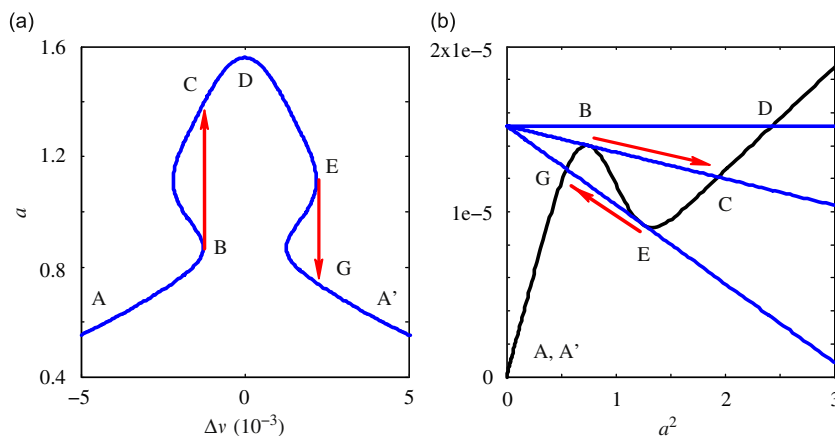 (a)
a
1.6
1.2
0.8
0.4
C
D
E
B
G
A
A’
−5
0
5
Δν (10⁻³)
(b)
2x1e−5
1e−5
0
B
D
G
C
E
A, A’
0
1
2
3
a²